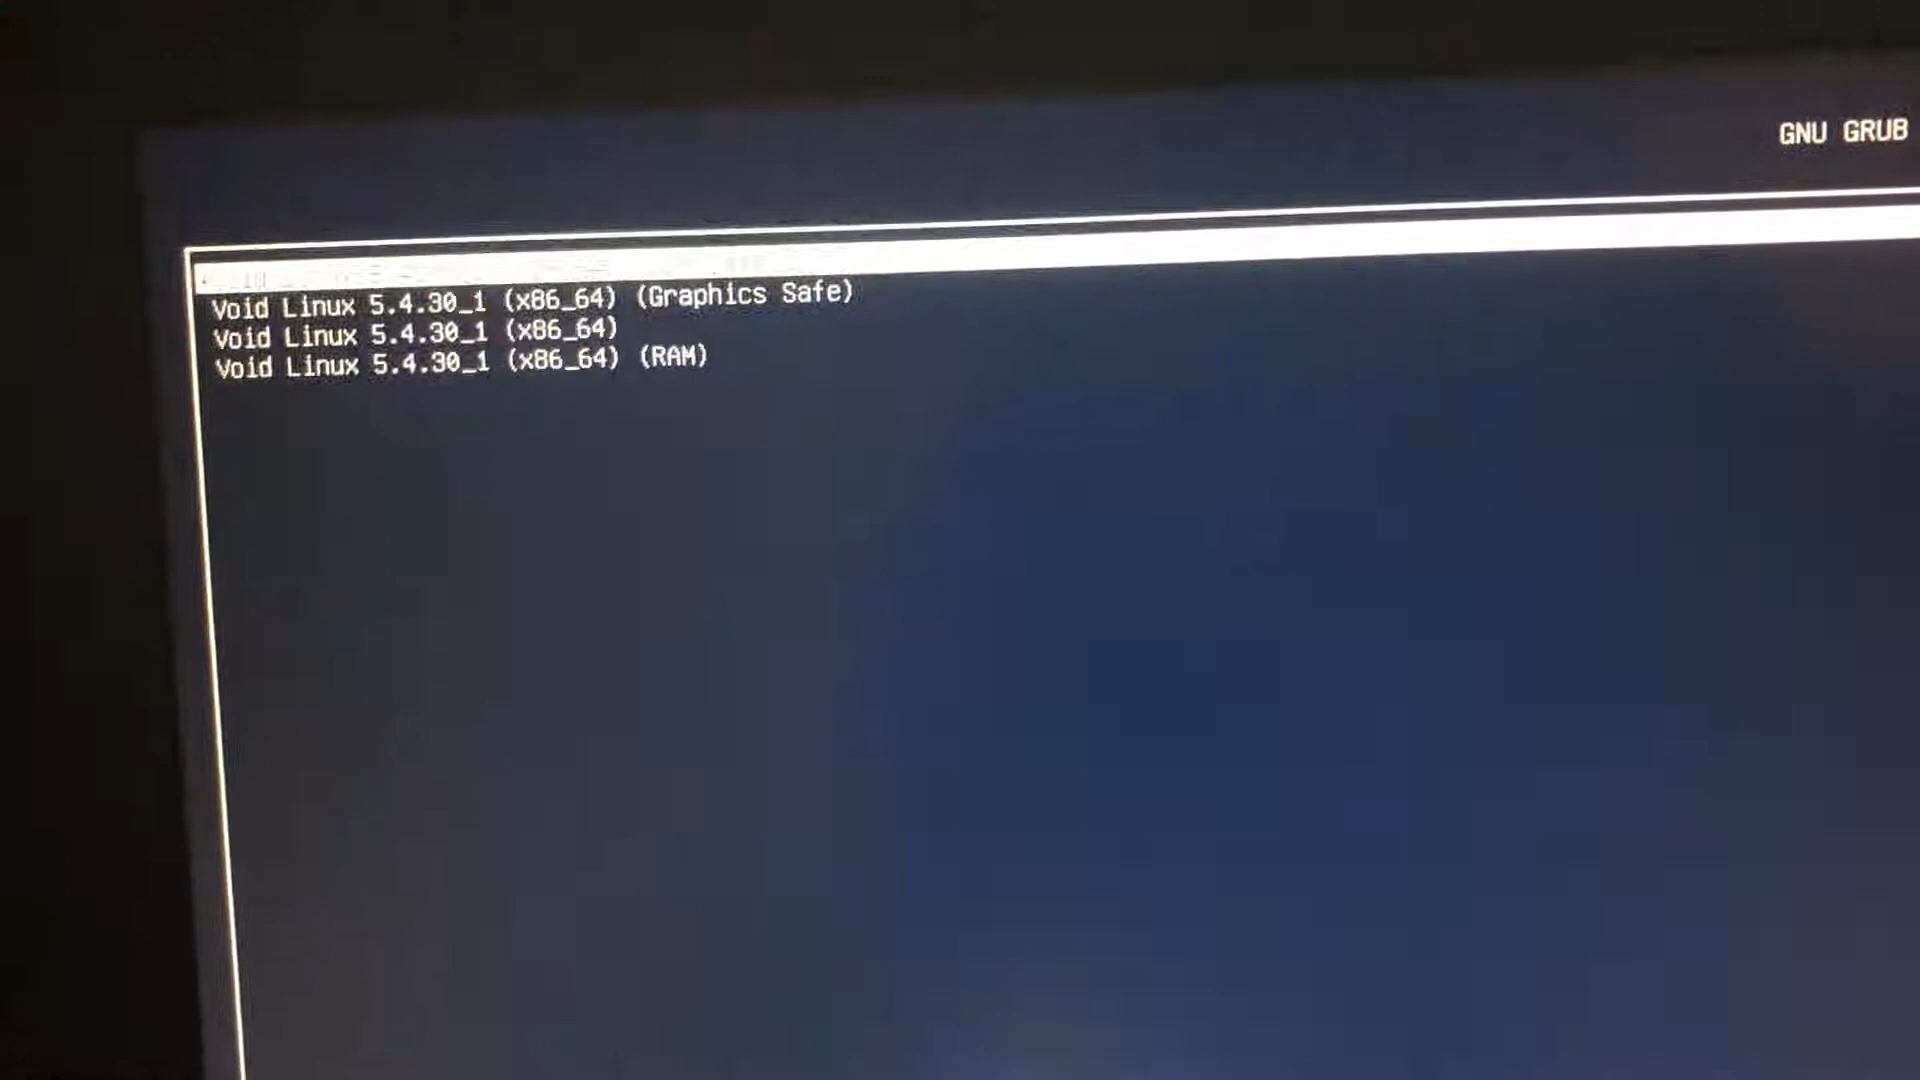 GNU GRUB
Void Linux 5.4.30_1 (x86_64) (Graphics Safe)
Void Linux 5.4.30_1 (x86_64)
Void Linux 5.4.30_1 (x86_64) (RAM)